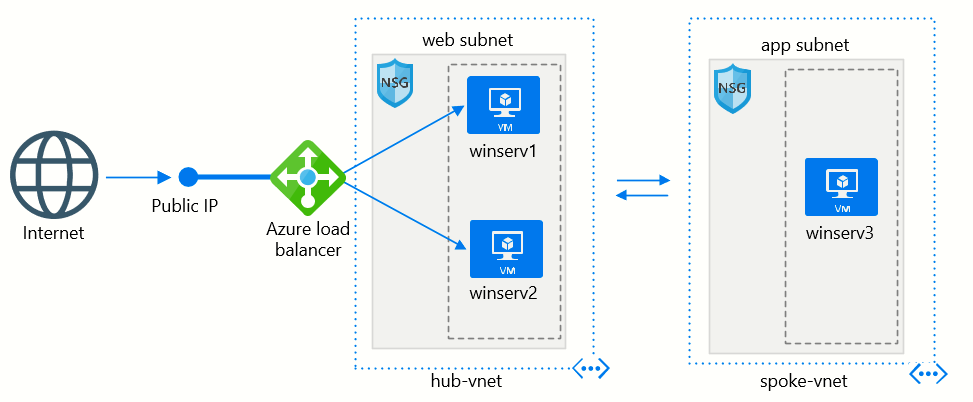 web subnet
app subnet
NSG
VM
winserv1
NSG
VM
winserv3
Internet
Public IP
Azure load
balancer
VM
winserv2
hub-vnet
spoke-vnet